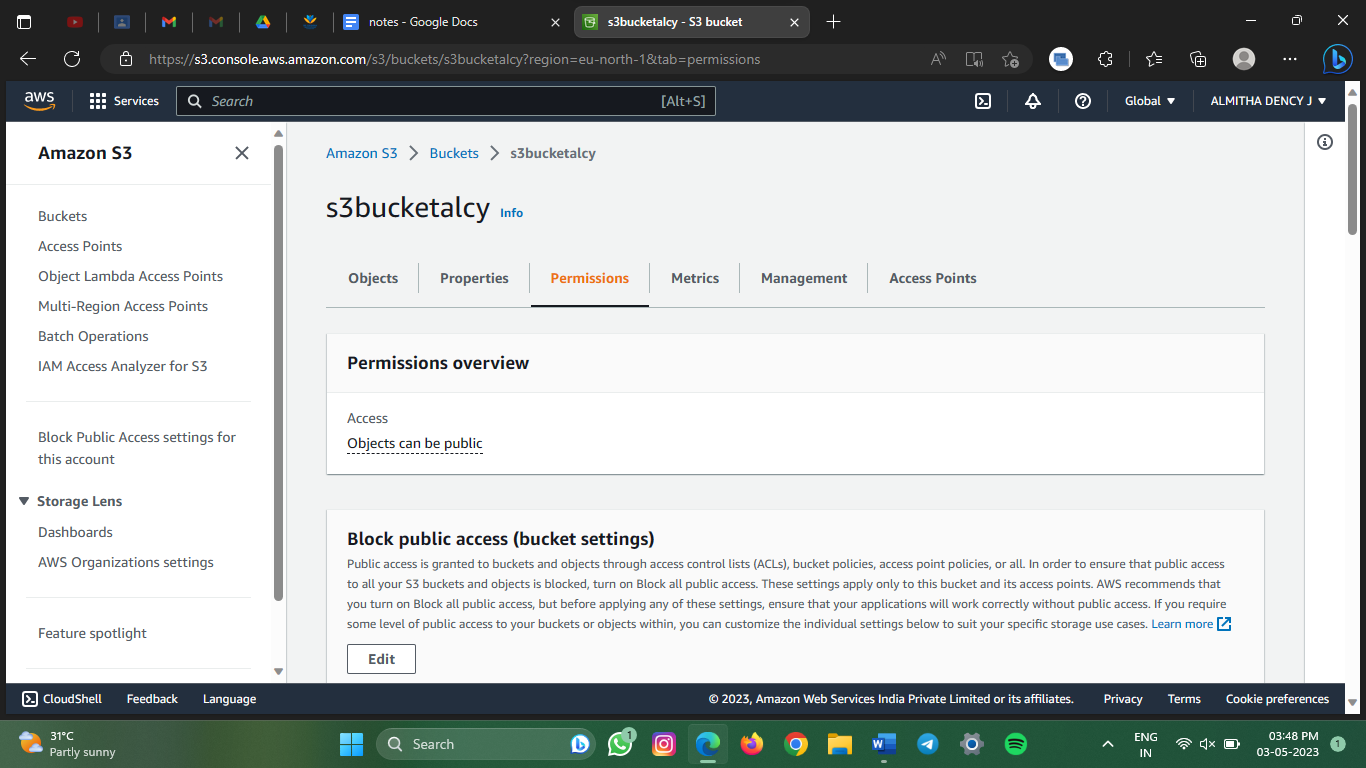 notes - Google Docs
s3bucketalcy - S3 bucket
https://s3.console.aws.amazon.com/s3/buckets/s3bucketalcy?region=eu-north-1&tab=permissions
aws
Services
Search
[Alt+S]
Global
ALMITHA DENCY J
Amazon S3
Buckets
Access Points
Object Lambda Access Points
Multi-Region Access Points
Batch Operations
IAM Access Analyzer for S3
Block Public Access settings for
this account
Storage Lens
Dashboards
AWS Organizations settings
Feature spotlight
Amazon S3 > Buckets > s3bucketalcy
s3bucketalcy Info
Objects
Properties
Permissions
Metrics
Management
Access Points
Permissions overview
Access
Objects can be public
Block public access (bucket settings)
Public access is granted to buckets and objects through access control lists (ACLs), bucket policies, access point policies, or all. In order to ensure that public access
to all your S3 buckets and objects is blocked, turn on Block all public access. These settings apply only to this bucket and its access points. AWS recommends that
you turn on Block all public access, but before applying any of these settings, ensure that your applications will work correctly without public access. If you require
some level of public access to your buckets or objects within, you can customize the individual settings below to suit your specific storage use cases. Learn more
Edit
CloudShell
Feedback
Language
© 2023, Amazon Web Services India Private Limited or its affiliates.
Privacy
Terms
Cookie preferences
31°C
Partly sunny
Search
1
ENG
IN
03:48 PM
03-05-2023
1